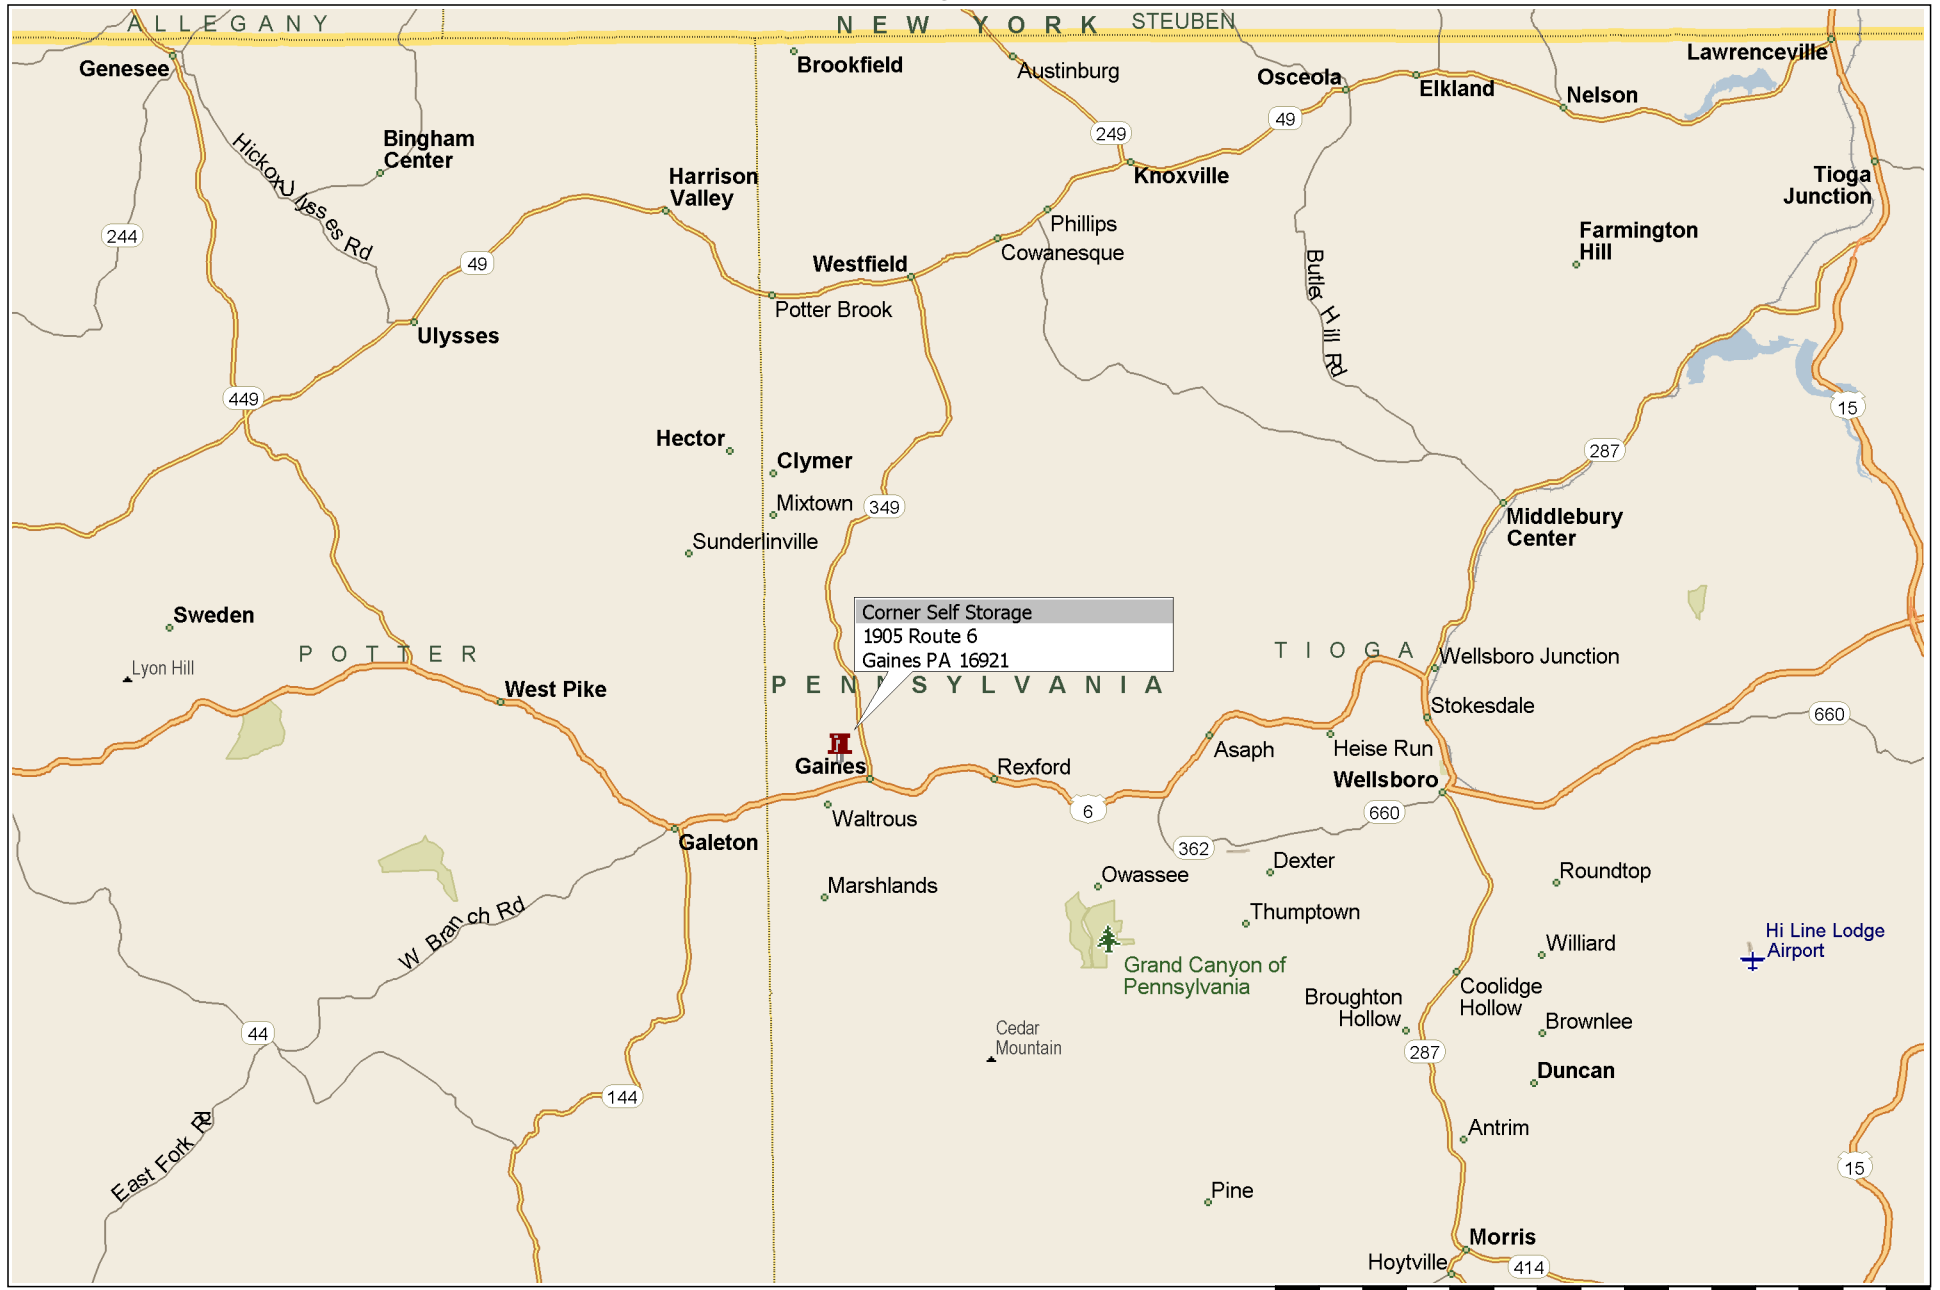 ALLEGANY
NEW YORK
STEUBEN
Genesee
Brookfield
Austinburg
Osceola
Elkland
Nelson
Lawrenceville
249
49
Hickox Ulysses Rd
Bingham
Center
Harrison
Valley
Knoxville
Tioga
Junction
244
49
Phillips
Cowanesque
Westfield
Potter Brook
Farmington
Hill
Butler Hill Rd
Ulysses
449
15
Hector
Clymer
287
Mixtown
349
Sunderlinville
Middlebury
Center
Sweden
Corner Self Storage
1905 Route 6
Gaines PA 16921
POTTER
Lyon Hill
TIOGA
Wellsboro Junction
PENNSYLVANIA
West Pike
Stokesdale
660
Asaph
Heise Run
Gaines
Rexford
Wellsboro
6
660
Waltrous
Galeton
362
Dexter
Roundtop
Marshlands
Owassee
W Branch Rd
Thumptown
Williard
Hi Line Lodge
Airport
Grand Canyon of
Pennsylvania
Coolidge
Hollow
Broughton
Hollow
44
Cedar
Mountain
Brownlee
287
Duncan
144
East Fork Rd
Antrim
15
Pine
Morris
Hoytville
414